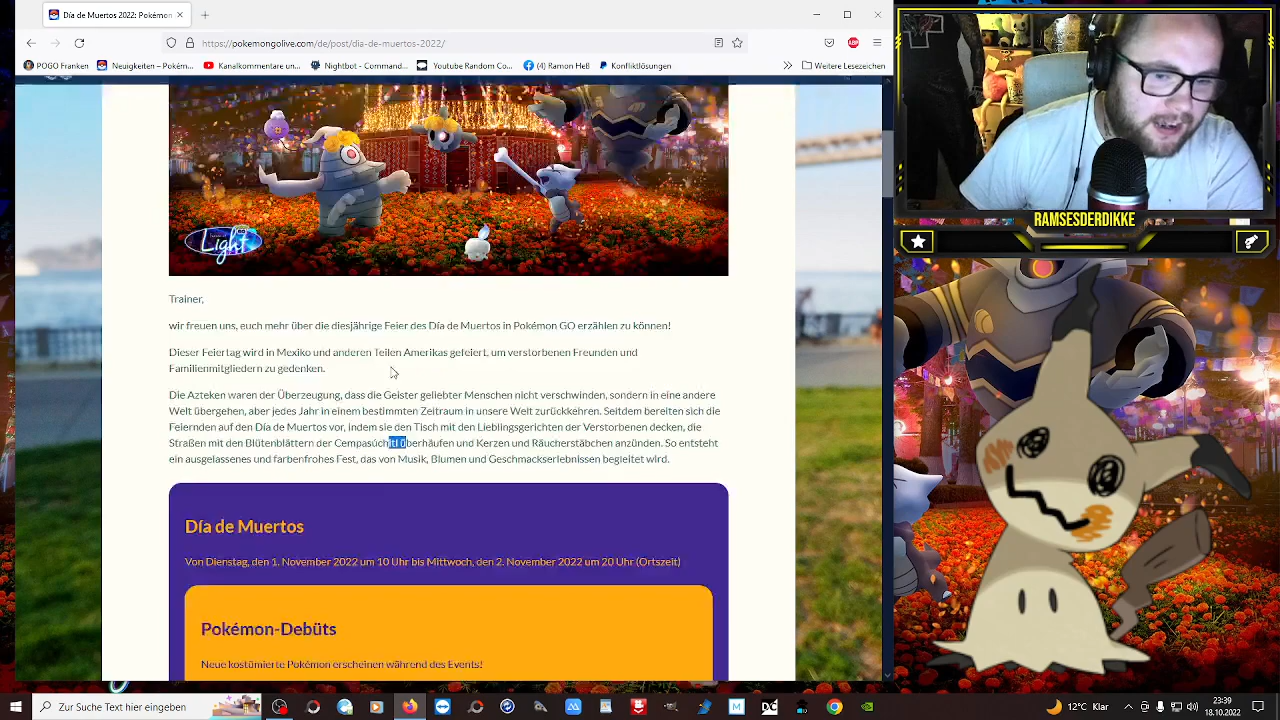 Día de Muertos 2022: Pokémon
https://pokemongolive.com/de/post/dia-de-muertos-2022/
POGO Franken
Neuigkeiten – Pokém...
Kanalkommentare und ...
Nightbot - Command...
Youtube Random Co...
(4) Ramon Heß
Konfliktlösungen
Weitere Lesezeichen
Light
Trainer,
wir freuen uns, euch mehr über die diesjährige Feier des Día de Muertos in Pokémon GO erzählen zu können!
Dieser Feiertag wird in Mexiko und anderen Teilen Amerikas gefeiert, um verstorbenen Freunden und
Familienmitgliedern zu gedenken.
Die Azteken waren der Überzeugung, dass die Geister geliebter Menschen nicht verschwinden, sondern in eine andere
Welt übergehen, aber jedes Jahr in einem bestimmten Zeitraum in unsere Welt zurückkehren. Seitdem bereiten sich die
Feiernden auf den Día de Muertos vor, indem sie den Tisch mit den Lieblingsgerichten der Verstorbenen decken, die
Straßen mit den Blütenblättern der Cempasúchitl überhäufen und Kerzen und Räucherstäbchen anzünden. So entsteht
ein ausgelassenes und farbenfrohes Fest, das von Musik, Blumen und Geschmackserlebnissen begleitet wird.
Día de Muertos
Von Dienstag, den 1. November 2022 um 10 Uhr bis Mittwoch, den 2. November 2022 um 20 Uhr (Ortszeit)
Pokémon-Debüts
Neue kostümierte Pokémon erscheinen während des Events!
RAMSESDERDIKKE
Zur Suche Text hier eingeben
12°C Klar
23:39
18.10.2022